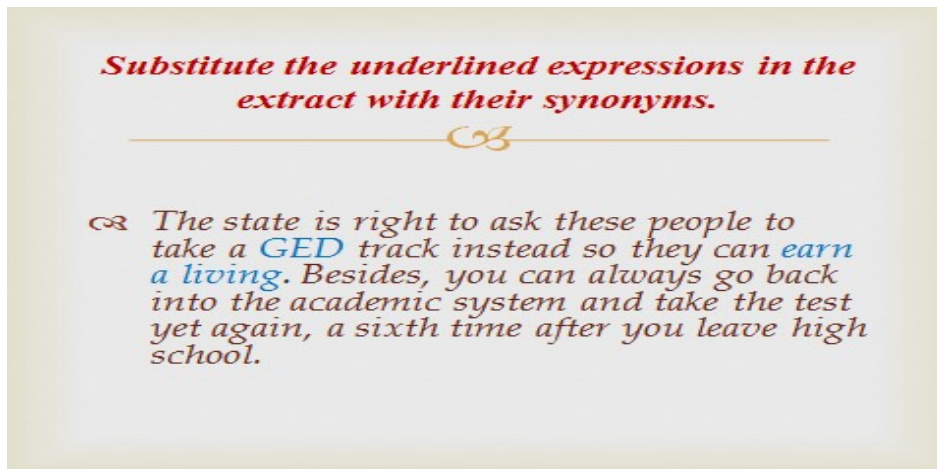 Substitute the underlined expressions in the
extract with their synonyms.
The state is right to ask these people to
take a GED track instead so they can earn
a living. Besides, you can always go back
into the academic system and take the test
yet again, a sixth time after you leave high
school.